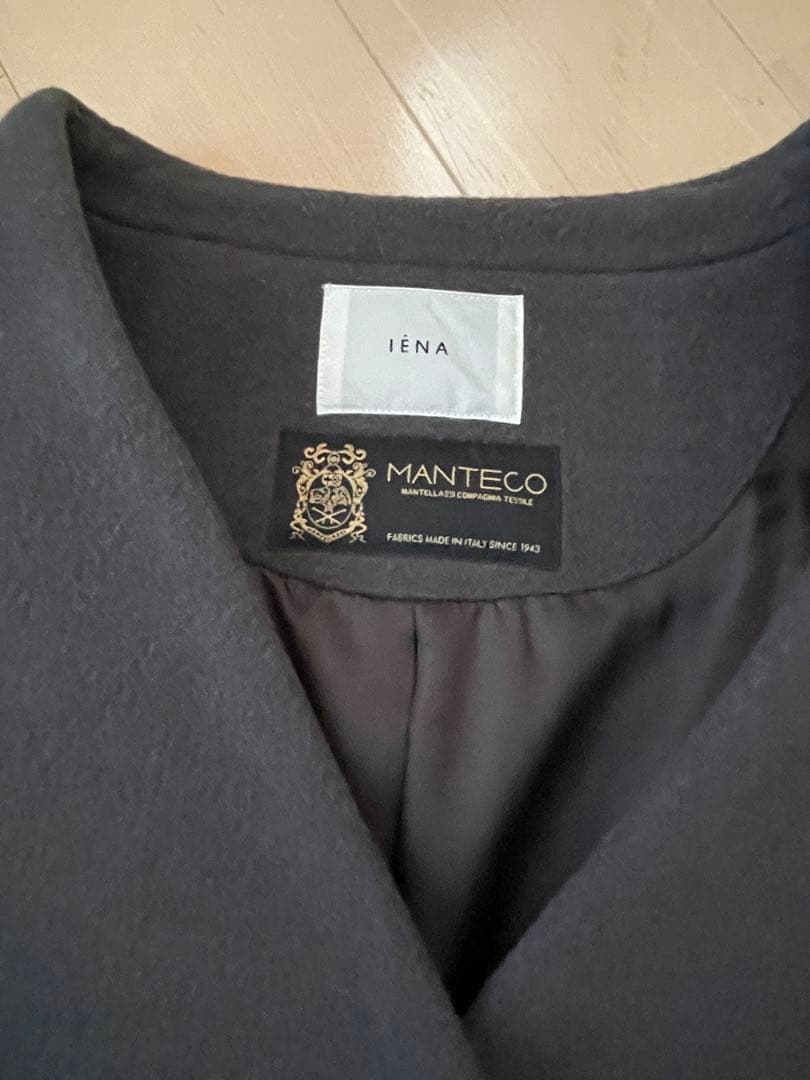 IÉNA
MANTECO
MANTELLASSI COMPAGNIA TESSILE
FABRICS MADE IN ITALY SINCE 1943